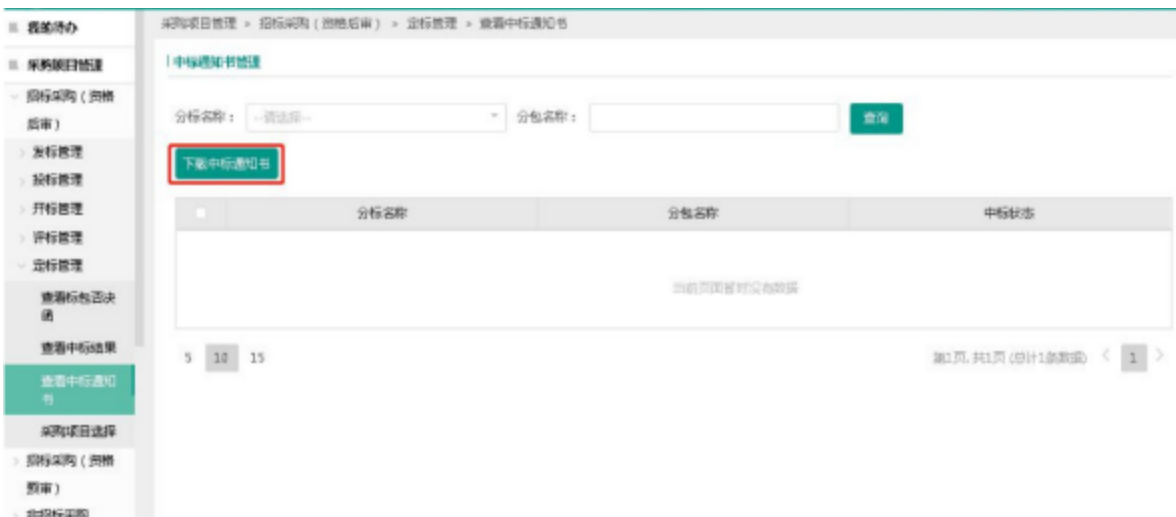 我的待办
采购项目管理
招标采购（资格
后审）
发标管理
投标管理
开标管理
评标管理
定标管理
查看标包否决
函
查看中标结果
查看中标通知
书
采购项目选择
招标采购（资格
预审）
非招标采购
采购项目管理 » 招标采购（资格后审） » 定标管理 » 查看中标通知书
中标通知书管理
分标名称： --请选择-- 分包名称： 查询
下载中标通知书
分标名称 分包名称 中标状态
当前页面暂时没有数据
5 10 15 第1页, 共1页 (总计1条数据) < 1 >